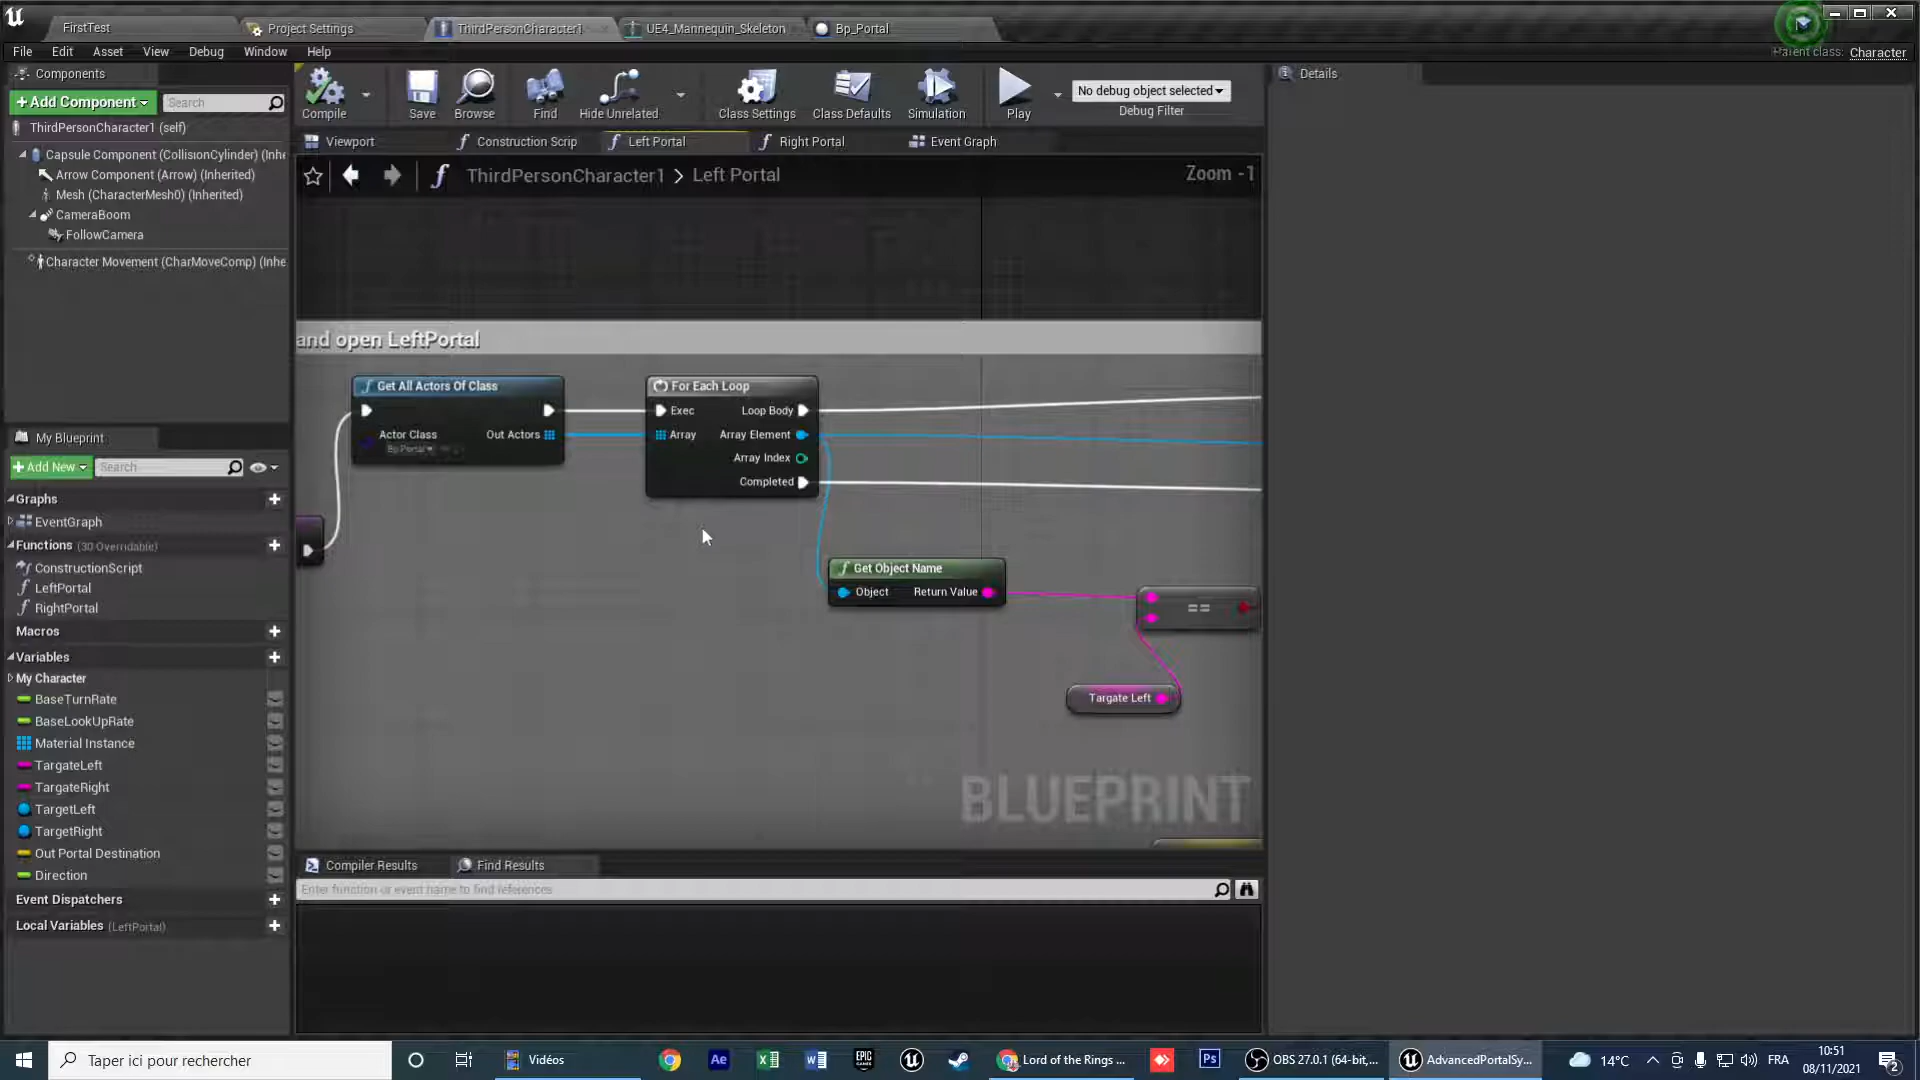 FirstTest
Project Settings
ThirdPersonCharacter1
UE4_Mannequin_Skeleton
Bp_Portal
File Edit Asset View Debug Window Help
Parent class: Character
Components
+Add Component
Search
ThirdPersonCharacter1 (self)
Capsule Component (CollisionCylinder) (Inhe
Arrow Component (Arrow) (Inherited)
Mesh (CharacterMesh0) (Inherited)
CameraBoom
FollowCamera
Character Movement (CharMoveComp) (Inhe
Compile
Save
Browse
Find
Hide Unrelated
Class Settings
Class Defaults
Simulation
Play
No debug object selected
Debug Filter
Details
Viewport
Construction Scrip
Left Portal
Right Portal
Event Graph
ThirdPersonCharacter1 > Left Portal
Zoom -1
and open LeftPortal
Get All Actors Of Class
Actor Class
Bp Portal
Out Actors
For Each Loop
Exec
Loop Body
Array
Array Element
Array Index
Completed
Get Object Name
Object
Return Value
==
Targate Left
BLUEPRINT
My Blueprint
+Add New
Search
Graphs
EventGraph
Functions (30 Overridable)
ConstructionScript
LeftPortal
RightPortal
Macros
Variables
My Character
BaseTurnRate
BaseLookUpRate
Material Instance
TargateLeft
TargateRight
TargetLeft
TargetRight
Out Portal Destination
Direction
Event Dispatchers
Local Variables (LeftPortal)
Compiler Results
Find Results
Enter function or event name to find references
Taper ici pour rechercher
Vidéos
Ae
EPIC GAMES
Lord of the Rings ...
Ps
OBS 27.0.1 (64-bit,...
AdvancedPortalSy...
14°C
FRA
10:51
08/11/2021
2